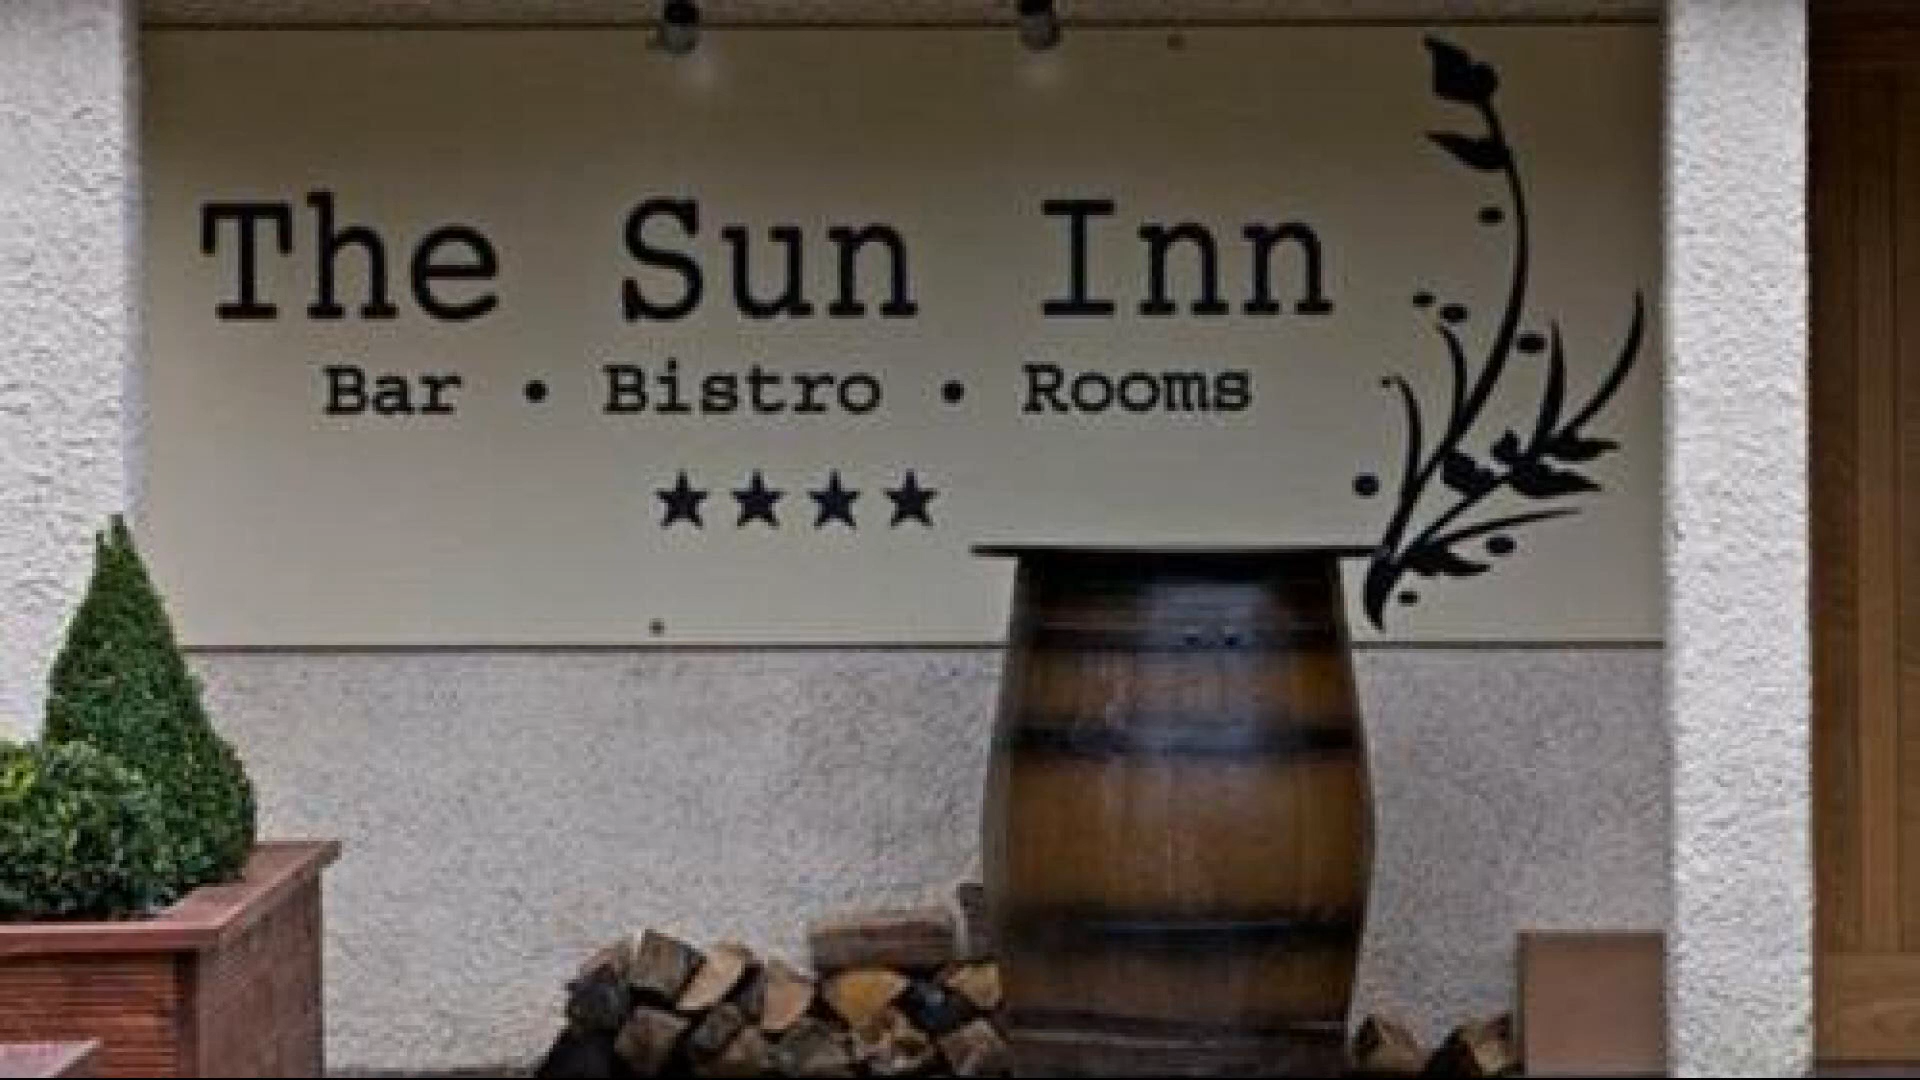 The Sun Inn
Bar • Bistro • Rooms
★★★★